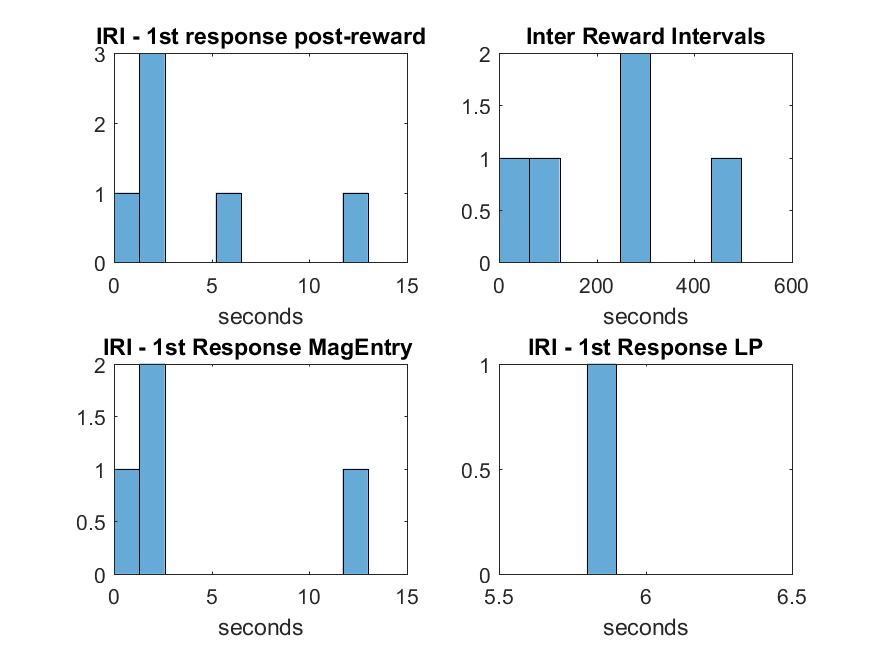 IRI - 1st response post-reward
3
2
1
0
0 5 10 15
seconds
Inter Reward Intervals
2
1.5
1
0.5
0
0 200 400 600
seconds
IRI - 1st Response MagEntry
2
1.5
1
0.5
0
0 5 10 15
seconds
IRI - 1st Response LP
1
0.5
0
5.5 6 6.5
seconds